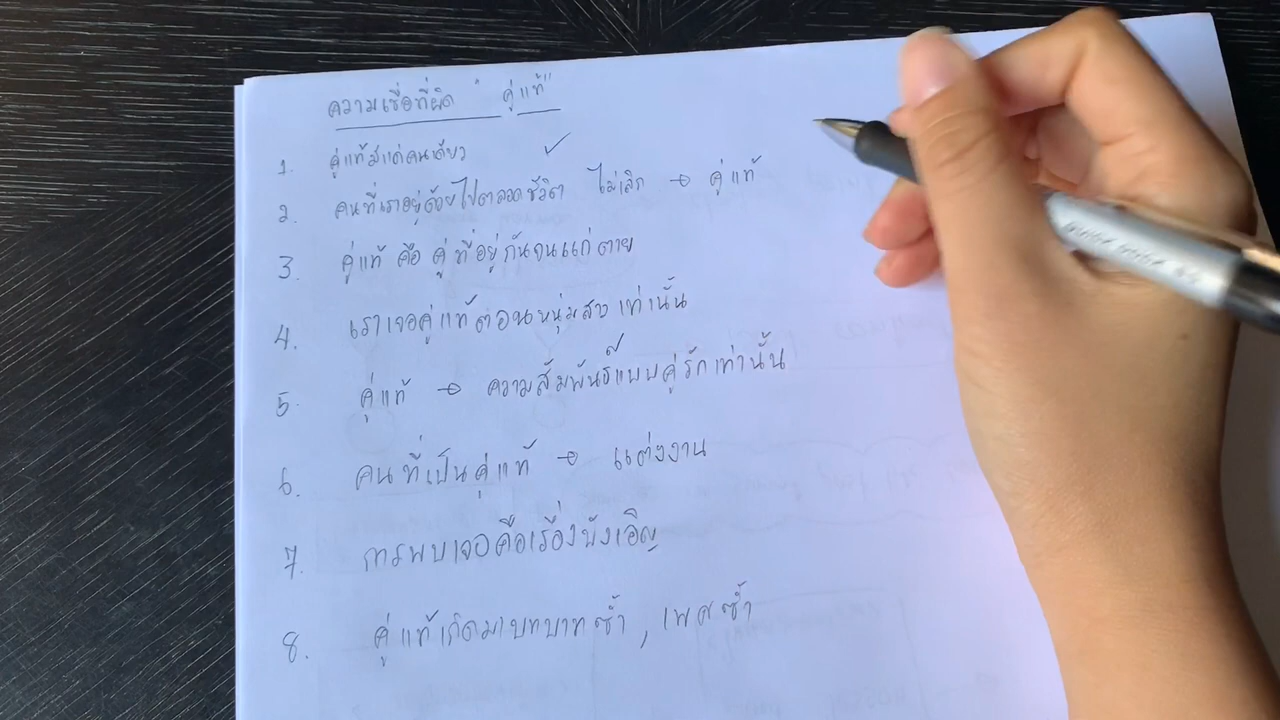 ความเชื่อที่ผิด "คู่แท้"
1. คู่แท้มีแค่คนเดียว
2. คนที่เราอยู่ด้วยไปตลอดชีวิต ไม่เลิก → คู่แท้
3. คู่แท้ คือ คู่ที่อยู่กันจนแก่ตาย
4. เราเจอคู่แท้ตอนหนุ่มสาวเท่านั้น
5. คู่แท้ → ความสัมพันธ์แบบคู่รักเท่านั้น
6. คนที่เป็นคู่แท้ → แต่งงาน
7. การพบเจอคือเรื่องบังเอิญ
8. คู่แท้เกิดมาบทบาทซ้ำ, เพศซ้ำ